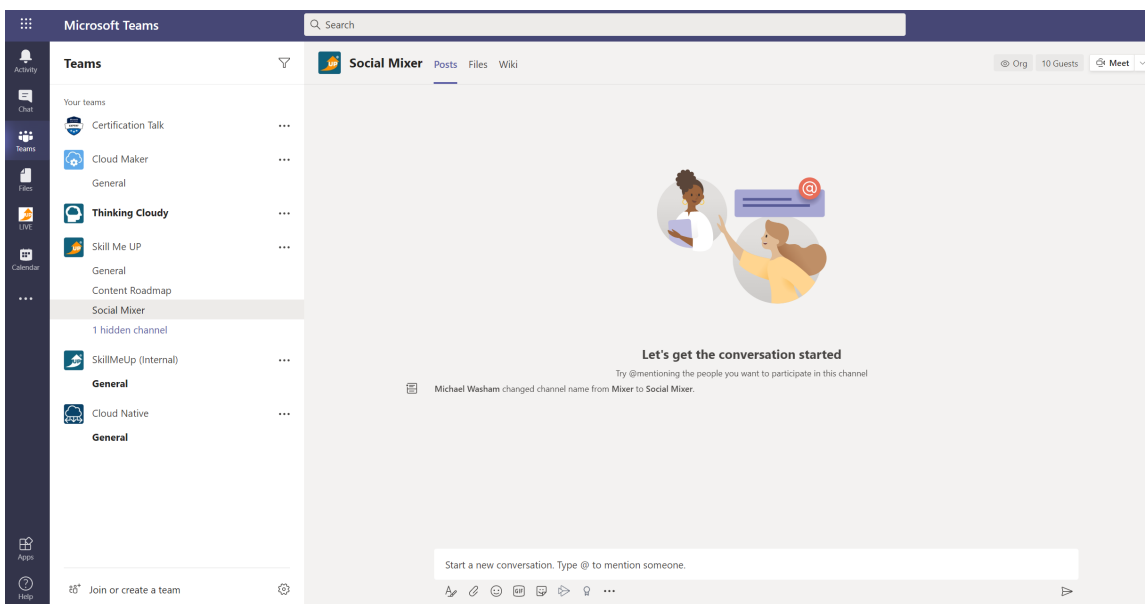 Microsoft Teams
Search
Activity
Chat
Teams
Files
LIVE
Calendar
Apps
Help
Teams
Your teams
Certification Talk
Cloud Maker
General
Thinking Cloudy
Skill Me UP
General
Content Roadmap
Social Mixer
1 hidden channel
SkillMeUp (Internal)
General
Cloud Native
General
Join or create a team
Social Mixer Posts Files Wiki
Org 10 Guests Meet
@
Let's get the conversation started
Try @mentioning the people you want to participate in this channel
Michael Washam changed channel name from Mixer to Social Mixer.
Start a new conversation. Type @ to mention someone.
GIF